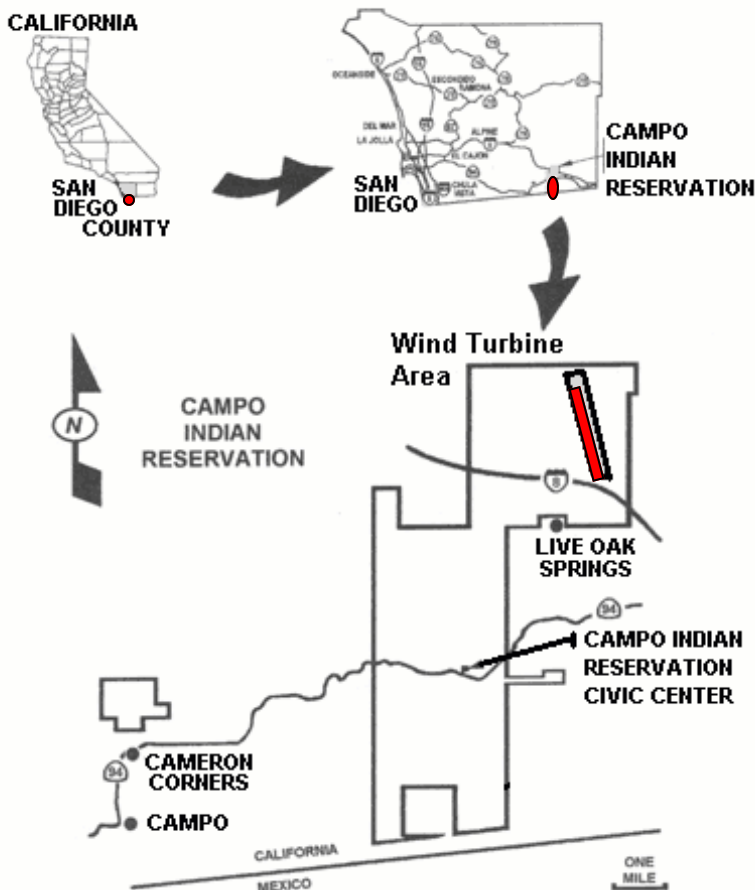 CALIFORNIA
SAN
DIEGO
COUNTY
OCEANSIDE
ESCONDIDO
RAMONA
DEL MAR
LA JOLLA
ALPINE
8
EL CAJON
CHULA
VISTA
SAN
DIEGO
CAMPO
INDIAN
RESERVATION
Wind Turbine
Area
N
CAMPO
INDIAN
RESERVATION
8
LIVE OAK
SPRINGS
94
CAMPO INDIAN
RESERVATION
CIVIC CENTER
CAMERON
CORNERS
94
CAMPO
CALIFORNIA
MEXICO
ONE
MILE